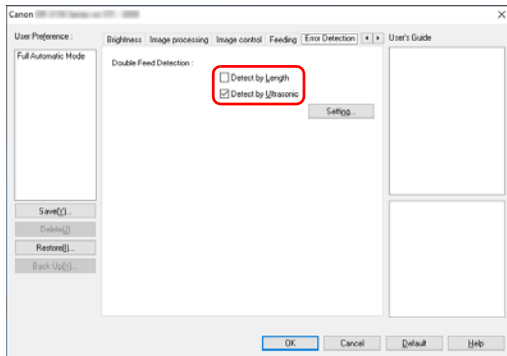 Canon
User Preference :
Full Automatic Mode
Brightness Image processing Image control Feeding Error Detection
User's Guide
Double Feed Detection :
Detect by Length
Detect by Ultrasonic
Setting...
Save(Y)...
Delete(J)
Restore(I)...
Back Up(X)...
OK Cancel Default Help